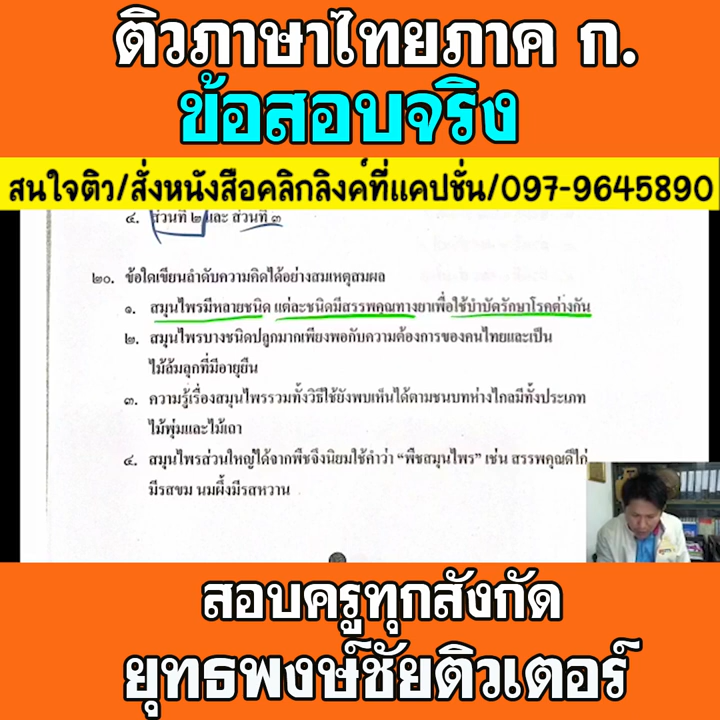 ติวภาษาไทยภาค ก.
ข้อสอบจริง
สนใจติว/สั่งหนังสือคลิกลิงค์ที่แคปชั่น/097-9645890
๔. ส่วนที่ ๒ และ ส่วนที่ ๓
๒๐. ข้อใดเขียนลำดับความคิดได้อย่างสมเหตุสมผล
๑. สมุนไพรมีหลายชนิด แต่ละชนิดมีสรรพคุณทางยาเพื่อใช้บำบัดรักษาโรคต่างกัน
๒. สมุนไพรบางชนิดปลูกมากเพียงพอกับความต้องการของคนไทยและเป็น
ไม้ล้มลุกที่มีอายุยืน
๓. ความรู้เรื่องสมุนไพรรวมทั้งวิธีใช้ยังพบเห็นได้ตามชนบทห่างไกลมีทั้งประเภท
ไม้พุ่มและไม้เถา
๔. สมุนไพรส่วนใหญ่ได้จากพืชจึงนิยมใช้คำว่า “พืชสมุนไพร” เช่น สรรพคุณดีไก่
มีรสขม นมผึ้งมีรสหวาน
สอบครูทุกสังกัด
ยุทธพงษ์ชัยติวเตอร์